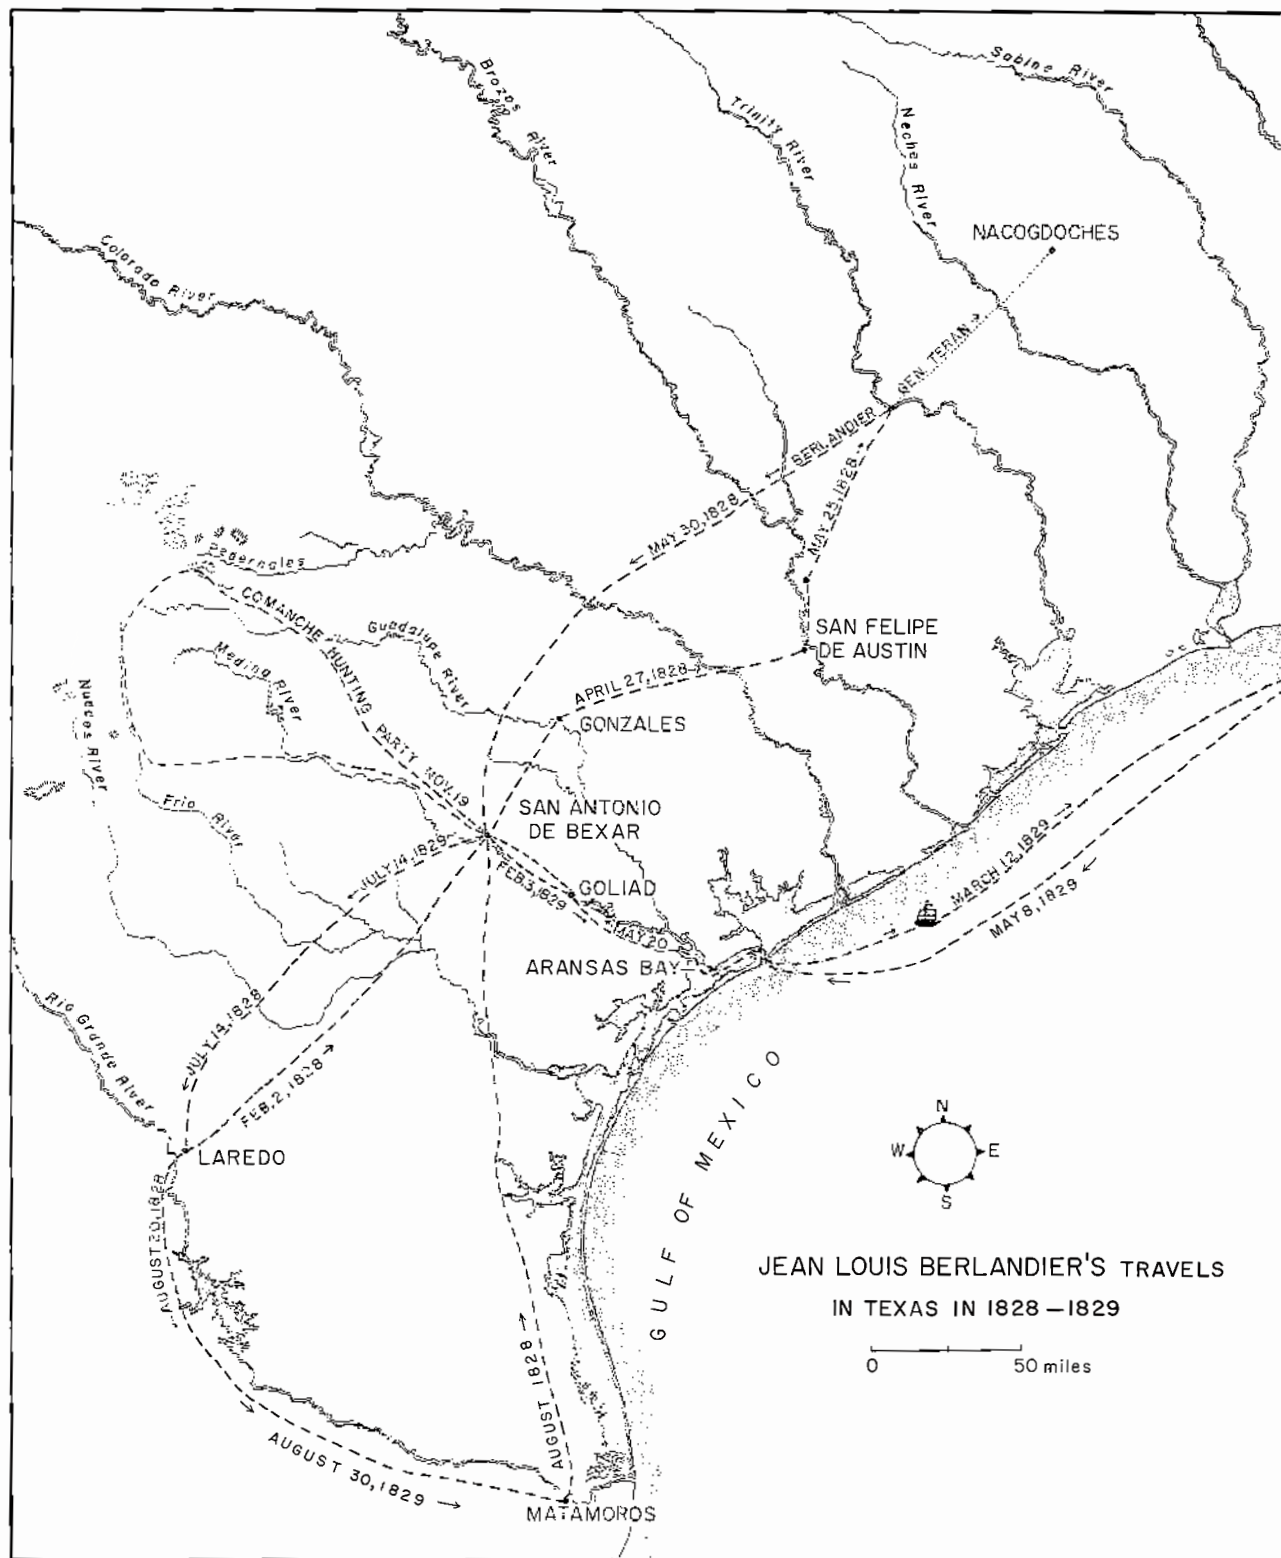 Brazos River
Trinity River
Sabine River
Neches River
NACOGDOCHES
Colorado River
GEN. TERAN
BERLANDIER
MAY 30, 1828
MAY 25, 1828
Pedernales
COMANCHE HUNTING PARTY NOV. 19
Guadalupe River
Medina River
Nueces River
Frio River
SAN FELIPE
DE AUSTIN
APRIL 27, 1828
GONZALES
SAN ANTONIO
DE BEXAR
JULY 14, 1829
FEB. 3, 1829
GOLIAD
MAY 20
ARANSAS BAY
MARCH 12, 1829
MAY 8, 1829
Rio Grande River
JULY 14, 1828
FEB. 2, 1828
LAREDO
GULF OF MEXICO
N
W
E
S
AUGUST 20, 1828
JEAN LOUIS BERLANDIER'S TRAVELS
IN TEXAS IN 1828–1829
0 50 miles
AUGUST 1828
AUGUST 30, 1829
MATAMOROS